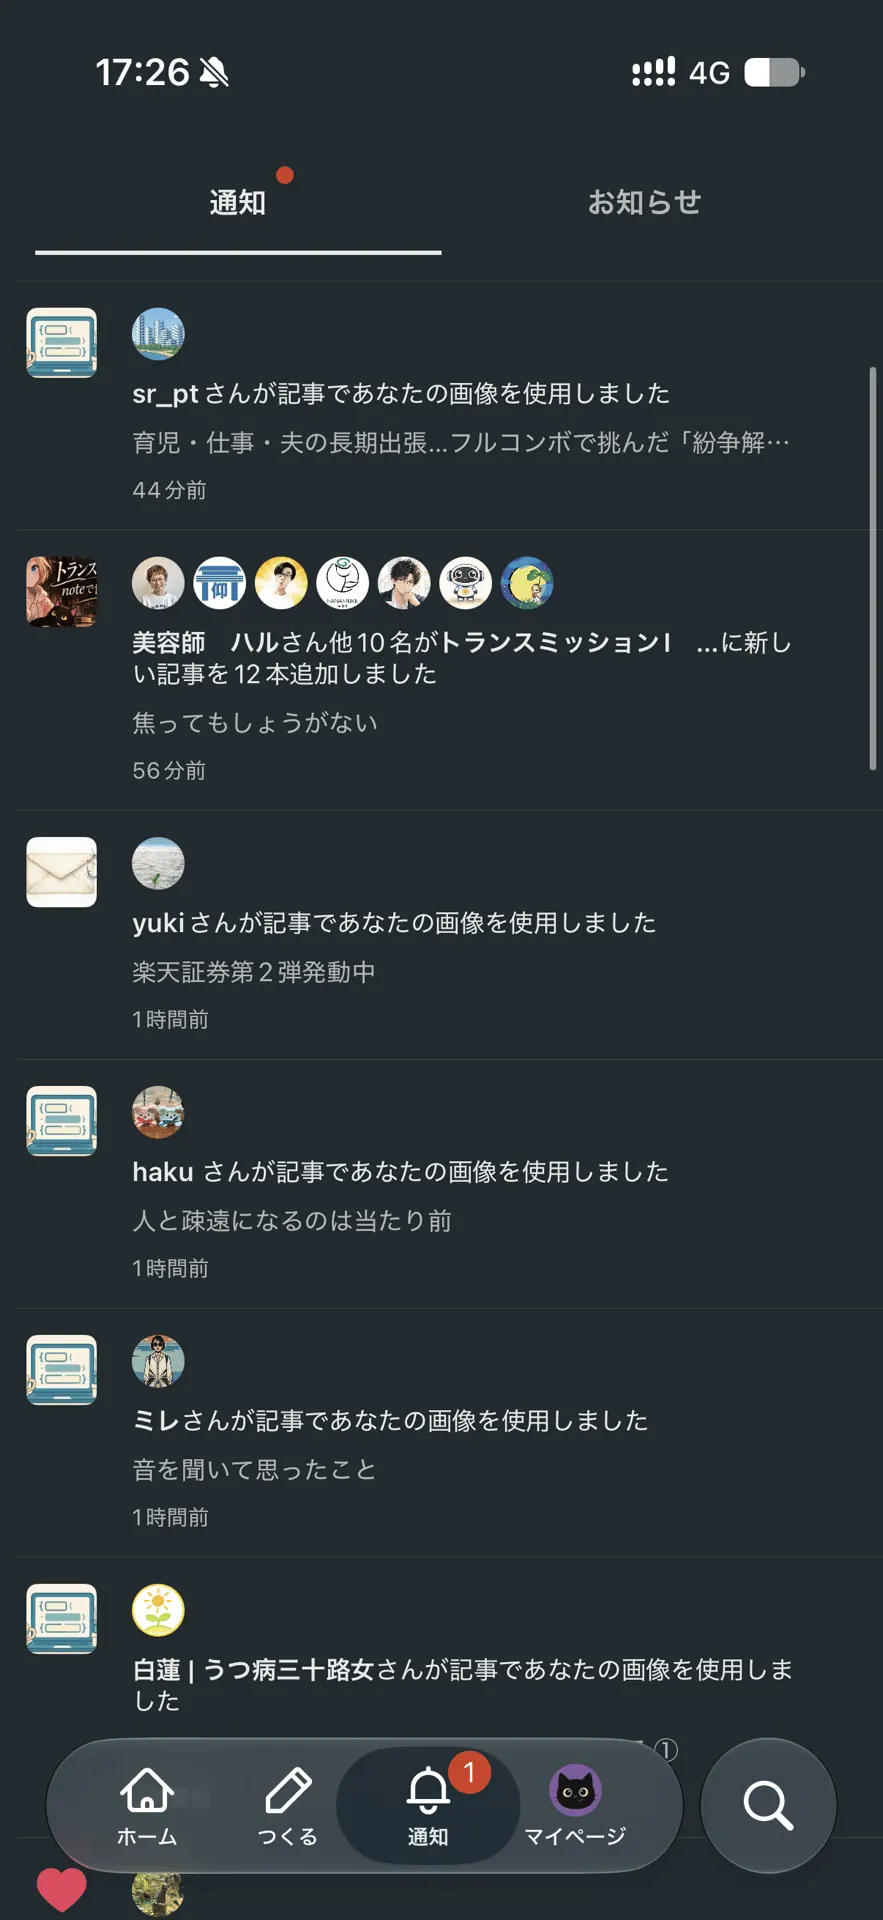 17:26
4G
通知
お知らせ
sr_ptさんが記事であなたの画像を使用しました
育児・仕事・夫の長期出張...フルコンボで挑んだ「紛争解…
44分前
トランス
noteで
仰
HANAMUKE
美容師　ハルさん他10名がトランスミッションI　...に新し
い記事を12本追加しました
焦ってもしょうがない
56分前
yukiさんが記事であなたの画像を使用しました
楽天証券第2弾発動中
1時間前
haku さんが記事であなたの画像を使用しました
人と疎遠になるのは当たり前
1時間前
ミレさんが記事であなたの画像を使用しました
音を聞いて思ったこと
1時間前
白蓮 | うつ病三十路女さんが記事であなたの画像を使用しま
した
①
1
ホーム
つくる
通知
マイページ